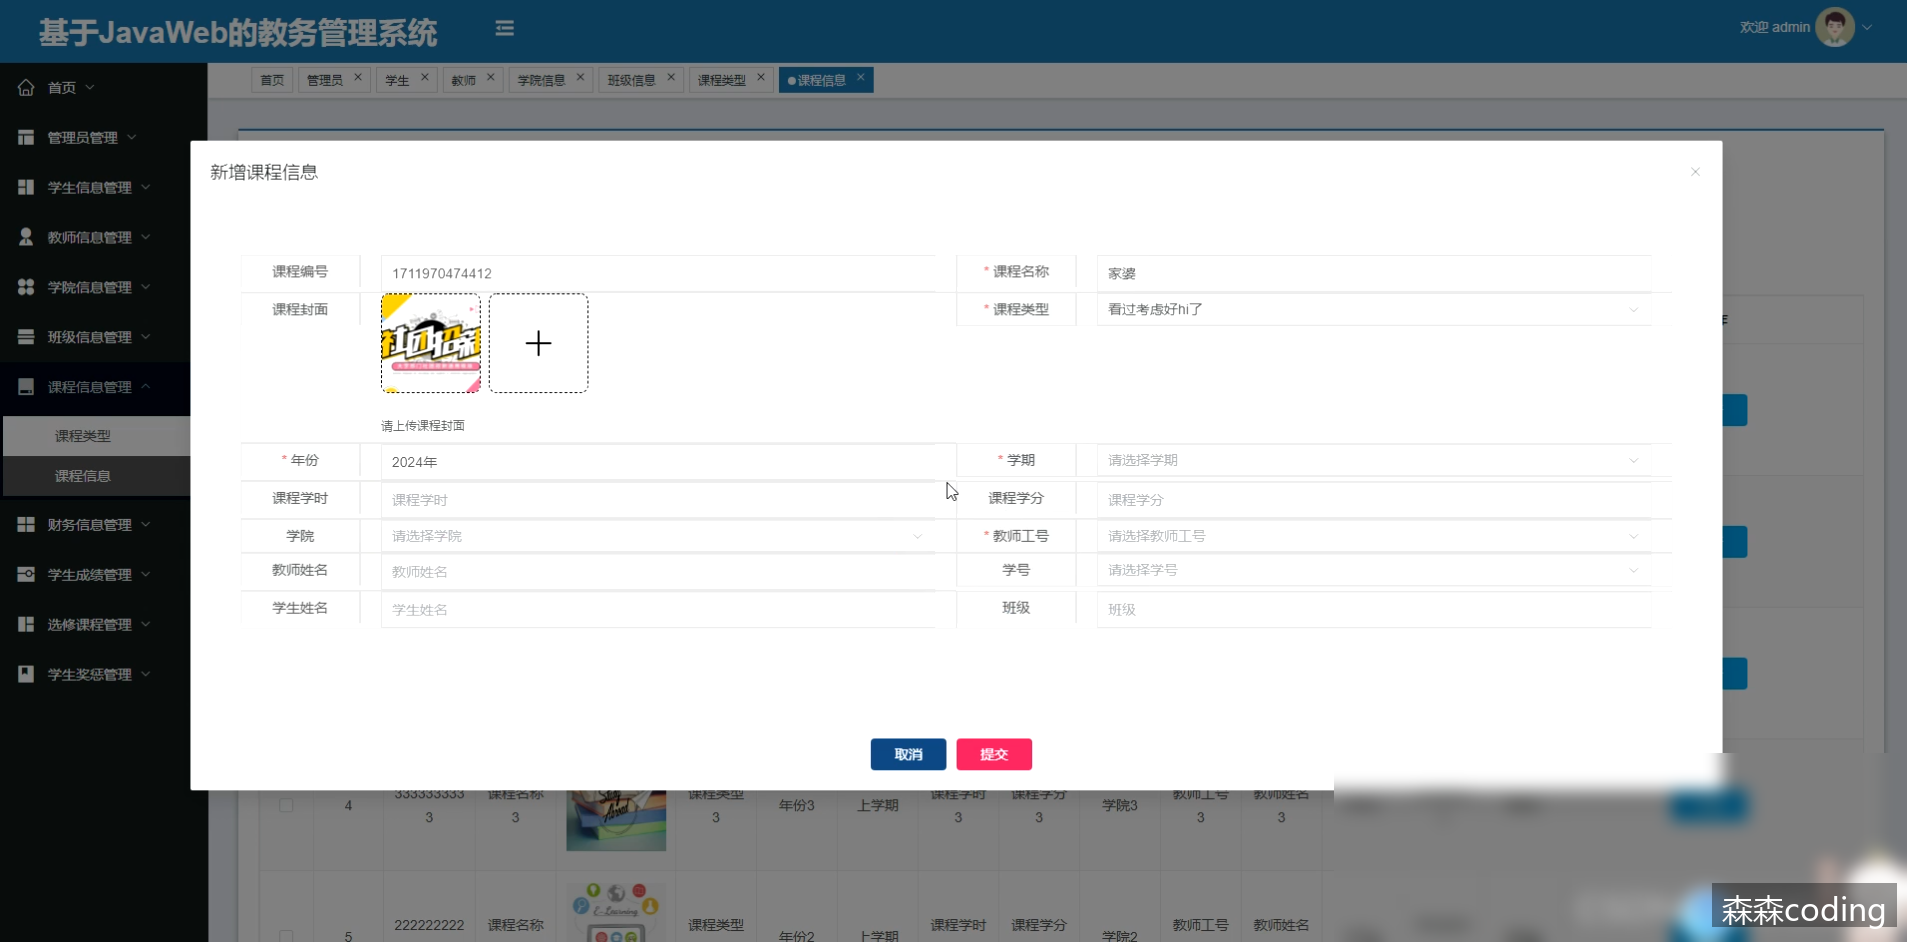 基于JavaWeb的教务管理系统
欢迎 admin
首页 管理员 学生 教师 学院信息 班级信息 课程类型 课程信息
首页
管理员管理
学生信息管理
教师信息管理
学院信息管理
班级信息管理
课程信息管理
课程类型
课程信息
财务信息管理
学生成绩管理
选修课程管理
学生奖惩管理
新增课程信息
课程编号 1711970474412 * 课程名称 家婆
课程封面 * 课程类型 看过考虑好hi了
请上传课程封面
* 年份 2024年 * 学期 请选择学期
课程学时 课程学时 课程学分 课程学分
学院 请选择学院 * 教师工号 请选择教师工号
教师姓名 教师姓名 学号 请选择学号
学生姓名 学生姓名 班级 班级
取消 提交
4 333333333 3 课程名称 3 课程类型 3 年份3 上学期 课程学时 3 课程学分 3 学院3 教师工号 3 教师姓名 3
5 222222222 课程名称 E-Learning 课程类型 年份2 上学期 课程学时 课程学分 学院2 教师工号 教师姓名
森森coding